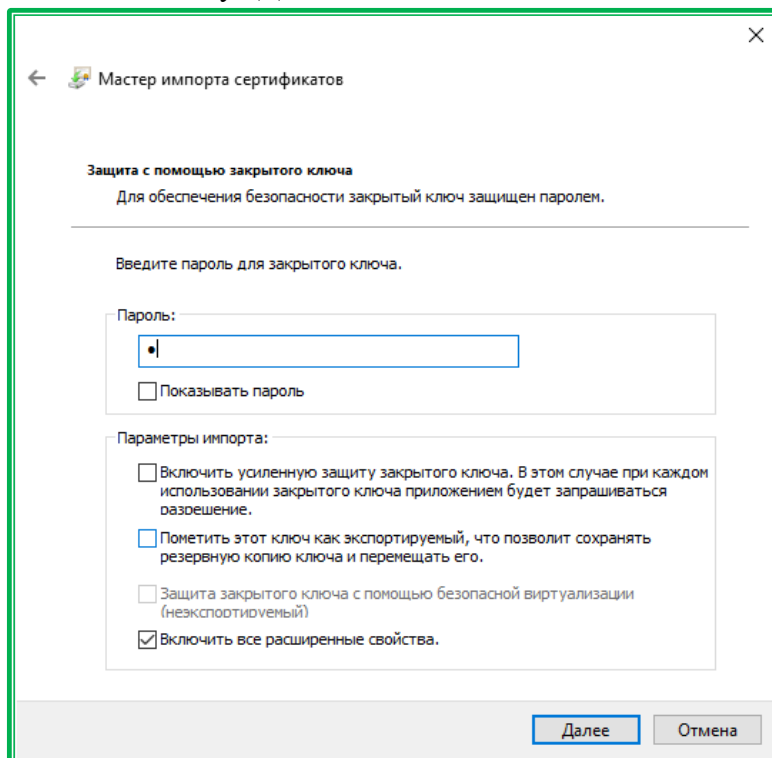 Мастер импорта сертификатов
Защита с помощью закрытого ключа
Для обеспечения безопасности закрытый ключ защищен паролем.
Введите пароль для закрытого ключа.
Пароль:
●
Показывать пароль
Параметры импорта:
Включить усиленную защиту закрытого ключа. В этом случае при каждом
использовании закрытого ключа приложением будет запрашиваться
разрешение.
Пометить этот ключ как экспортируемый, что позволит сохранять
резервную копию ключа и перемещать его.
Защита закрытого ключа с помощью безопасной виртуализации
(неэкспортируемый)
Включить все расширенные свойства.
Далее
Отмена